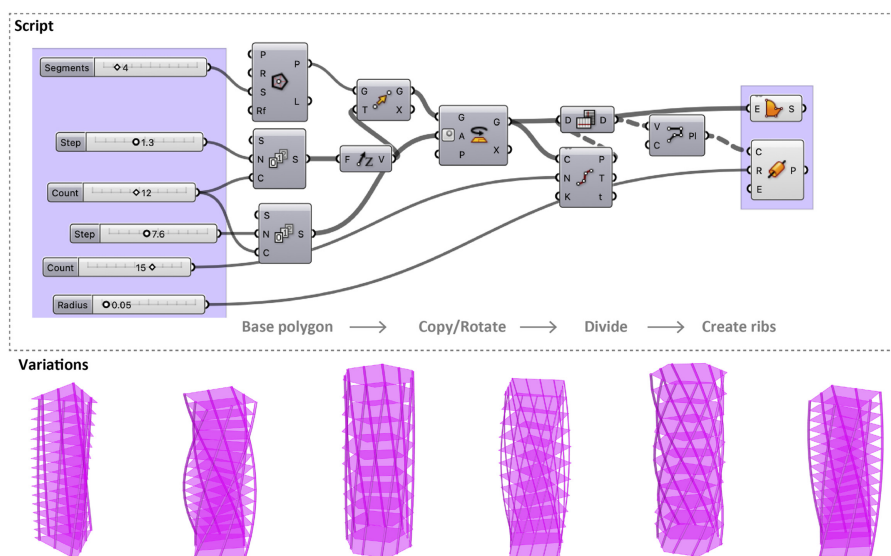 Script
Segments 4
P
R
S
Rf
P
L
G
T
G
X
G
A
P
G
X
D D
V
C
Pl
E S
C
R
E
P
Step 1.3
S
N
C
S
F V
C
N
K
P
T
t
Count 12
Step 7.6
S
N
C
S
Count 15
Radius 0.05
Base polygon
Copy/Rotate
Divide
Create ribs
Variations